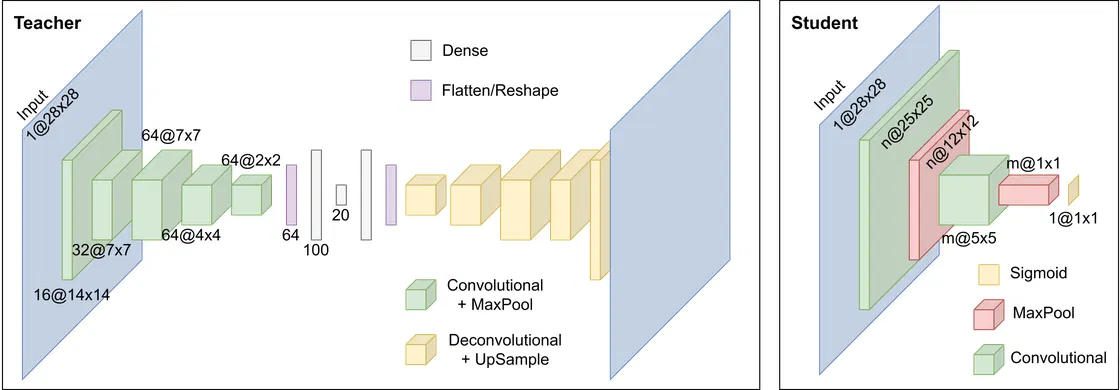 Teacher
Input
1@28x28
16@14x14
32@7x7
64@7x7
64@4x4
64@2x2
64
100
20
Dense
Flatten/Reshape
Convolutional
+ MaxPool
Deconvolutional
+ UpSample
Student
Input
1@28x28
n@25x25
n@12x12
m@5x5
m@1x1
1@1x1
Sigmoid
MaxPool
Convolutional